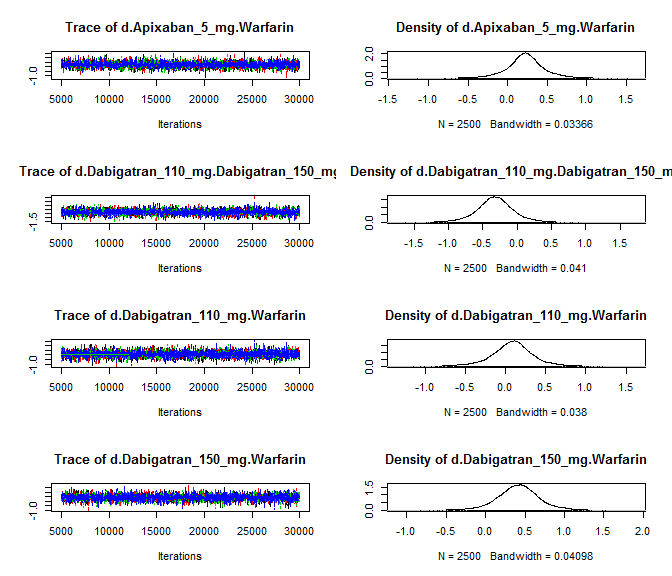 Trace of d.Apixaban_5_mg.Warfarin
-1.0
5000 10000 15000 20000 25000 30000
Iterations
Density of d.Apixaban_5_mg.Warfarin
0.0 2.0
-1.5 -1.0 -0.5 0.0 0.5 1.0 1.5
N = 2500 Bandwidth = 0.03366
Trace of d.Dabigatran_110_mg.Dabigatran_150_mg
-1.5
5000 10000 15000 20000 25000 30000
Iterations
Density of d.Dabigatran_110_mg.Dabigatran_150_m
0.0
-1.5 -1.0 -0.5 0.0 0.5 1.0 1.5
N = 2500 Bandwidth = 0.041
Trace of d.Dabigatran_110_mg.Warfarin
-1.0
5000 10000 15000 20000 25000 30000
Iterations
Density of d.Dabigatran_110_mg.Warfarin
0.0
-1.0 -0.5 0.0 0.5 1.0 1.5
N = 2500 Bandwidth = 0.038
Trace of d.Dabigatran_150_mg.Warfarin
-1.0
5000 10000 15000 20000 25000 30000
Iterations
Density of d.Dabigatran_150_mg.Warfarin
0.0 1.5
-1.0 -0.5 0.0 0.5 1.0 1.5 2.0
N = 2500 Bandwidth = 0.04098